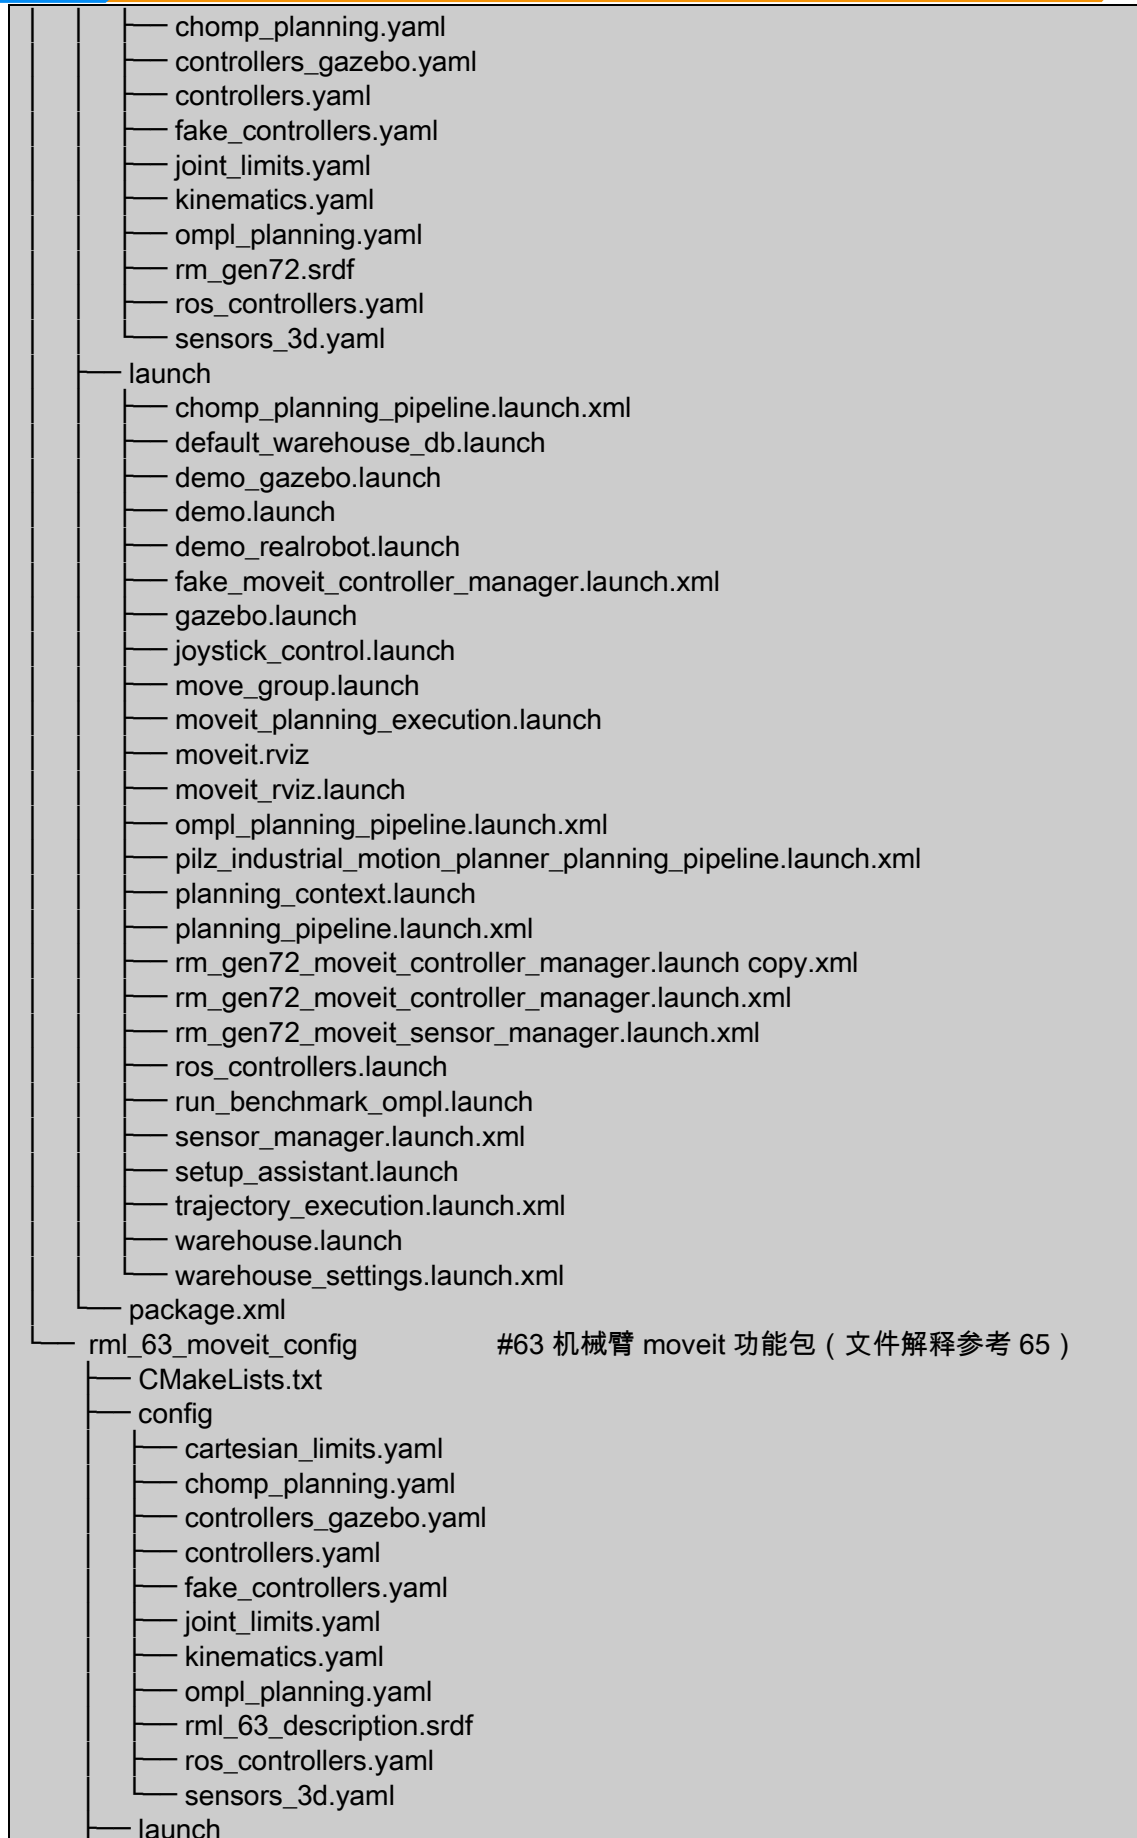 │   │   ├── chomp_planning.yaml
│   │   ├── controllers_gazebo.yaml
│   │   ├── controllers.yaml
│   │   ├── fake_controllers.yaml
│   │   ├── joint_limits.yaml
│   │   ├── kinematics.yaml
│   │   ├── ompl_planning.yaml
│   │   ├── rm_gen72.srdf
│   │   ├── ros_controllers.yaml
│   │   └── sensors_3d.yaml
│   ├── launch
│   │   ├── chomp_planning_pipeline.launch.xml
│   │   ├── default_warehouse_db.launch
│   │   ├── demo_gazebo.launch
│   │   ├── demo.launch
│   │   ├── demo_realrobot.launch
│   │   ├── fake_moveit_controller_manager.launch.xml
│   │   ├── gazebo.launch
│   │   ├── joystick_control.launch
│   │   ├── move_group.launch
│   │   ├── moveit_planning_execution.launch
│   │   ├── moveit.rviz
│   │   ├── moveit_rviz.launch
│   │   ├── ompl_planning_pipeline.launch.xml
│   │   ├── pilz_industrial_motion_planner_planning_pipeline.launch.xml
│   │   ├── planning_context.launch
│   │   ├── planning_pipeline.launch.xml
│   │   ├── rm_gen72_moveit_controller_manager.launch copy.xml
│   │   ├── rm_gen72_moveit_controller_manager.launch.xml
│   │   ├── rm_gen72_moveit_sensor_manager.launch.xml
│   │   ├── ros_controllers.launch
│   │   ├── run_benchmark_ompl.launch
│   │   ├── sensor_manager.launch.xml
│   │   ├── setup_assistant.launch
│   │   ├── trajectory_execution.launch.xml
│   │   ├── warehouse.launch
│   │   └── warehouse_settings.launch.xml
│   └── package.xml
└── rml_63_moveit_config #63 机械臂 moveit 功能包（文件解释参考 65）
    ├── CMakeLists.txt
    ├── config
    │   ├── cartesian_limits.yaml
    │   ├── chomp_planning.yaml
    │   ├── controllers_gazebo.yaml
    │   ├── controllers.yaml
    │   ├── fake_controllers.yaml
    │   ├── joint_limits.yaml
    │   ├── kinematics.yaml
    │   ├── ompl_planning.yaml
    │   ├── rml_63_description.srdf
    │   ├── ros_controllers.yaml
    │   └── sensors_3d.yaml
    ├── launch